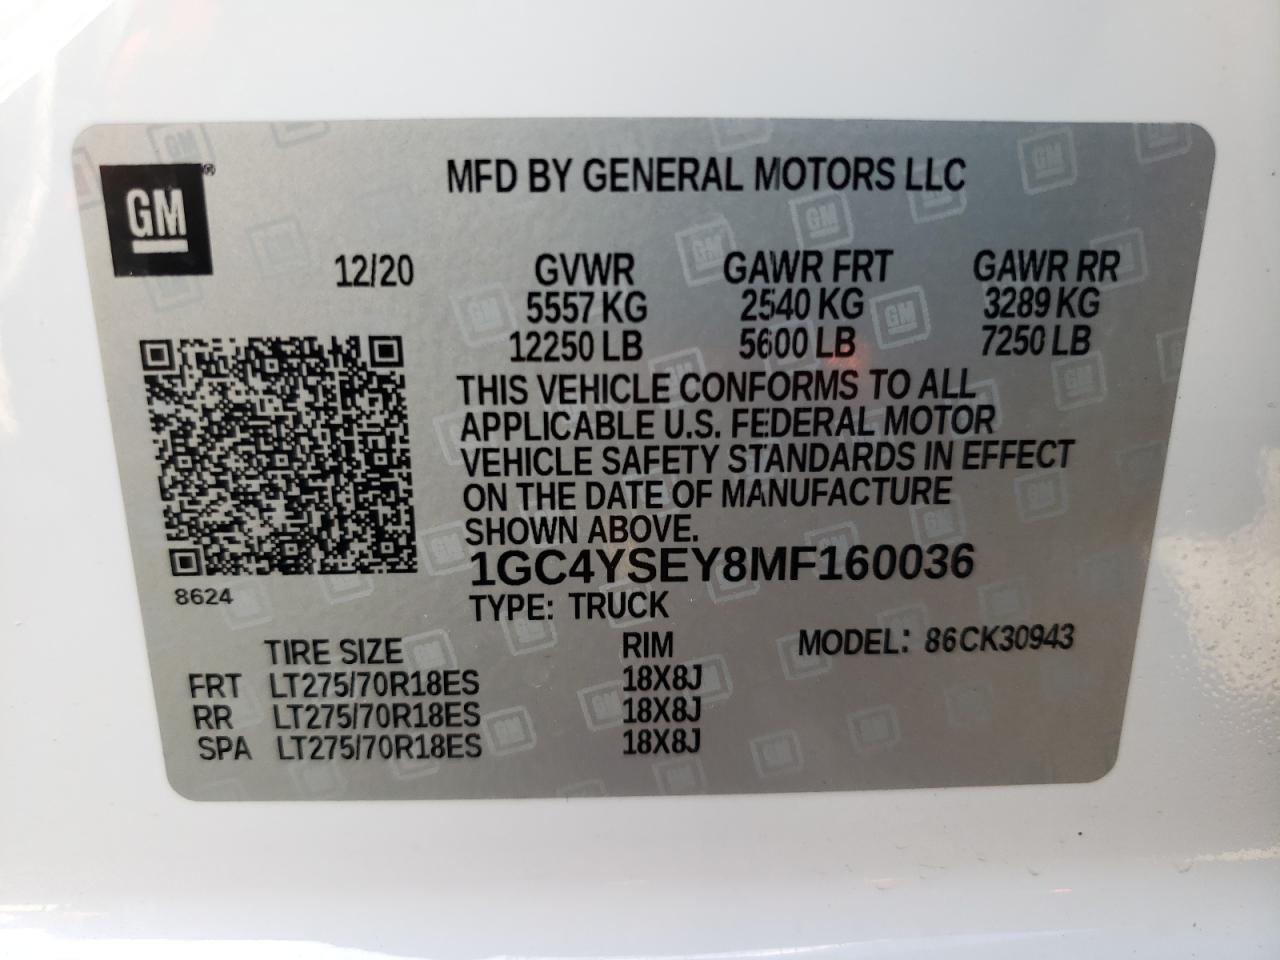 GM®
MFD BY GENERAL MOTORS LLC
12/20 GVWR GAWR FRT GAWR RR
5557 KG 2540 KG 3289 KG
12250 LB 5600 LB 7250 LB
THIS VEHICLE CONFORMS TO ALL
APPLICABLE U.S. FEDERAL MOTOR
VEHICLE SAFETY STANDARDS IN EFFECT
ON THE DATE OF MANUFACTURE
SHOWN ABOVE.
1GC4YSEY8MF160036
8624
TYPE: TRUCK
TIRE SIZE RIM MODEL: 86CK30943
FRT LT275/70R18ES 18X8J
RR LT275/70R18ES 18X8J
SPA LT275/70R18ES 18X8J